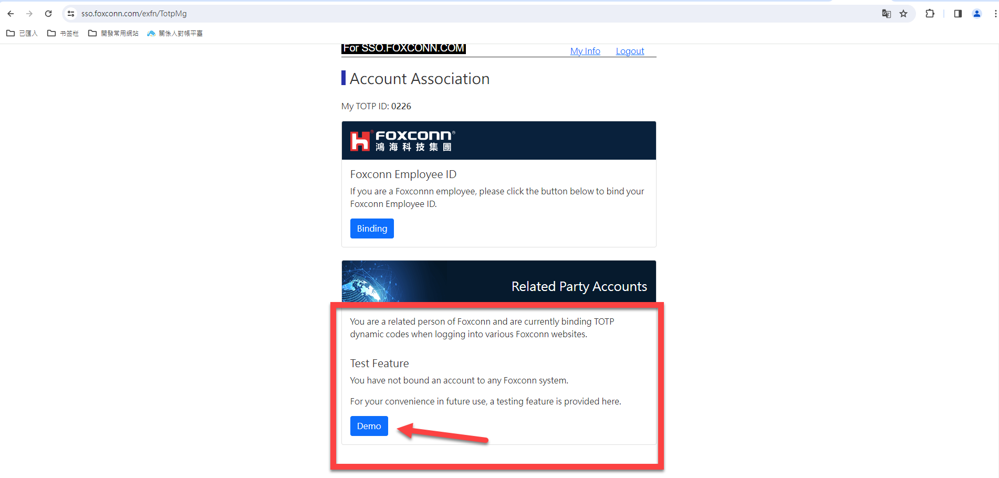 sso.foxconn.com/exfn/TotpMg
已匯入 书签栏 開發常用網站 關係人對帳平臺
For SSO.FOXCONN.COM My Info Logout
Account Association
My TOTP ID: 0226
FOXCONN®
鴻海科技集團
Foxconn Employee ID
If you are a Foxconnn employee, please click the button below to bind your
Foxconn Employee ID.
Binding
Related Party Accounts
You are a related person of Foxconn and are currently binding TOTP
dynamic codes when logging into various Foxconn websites.
Test Feature
You have not bound an account to any Foxconn system.
For your convenience in future use, a testing feature is provided here.
Demo